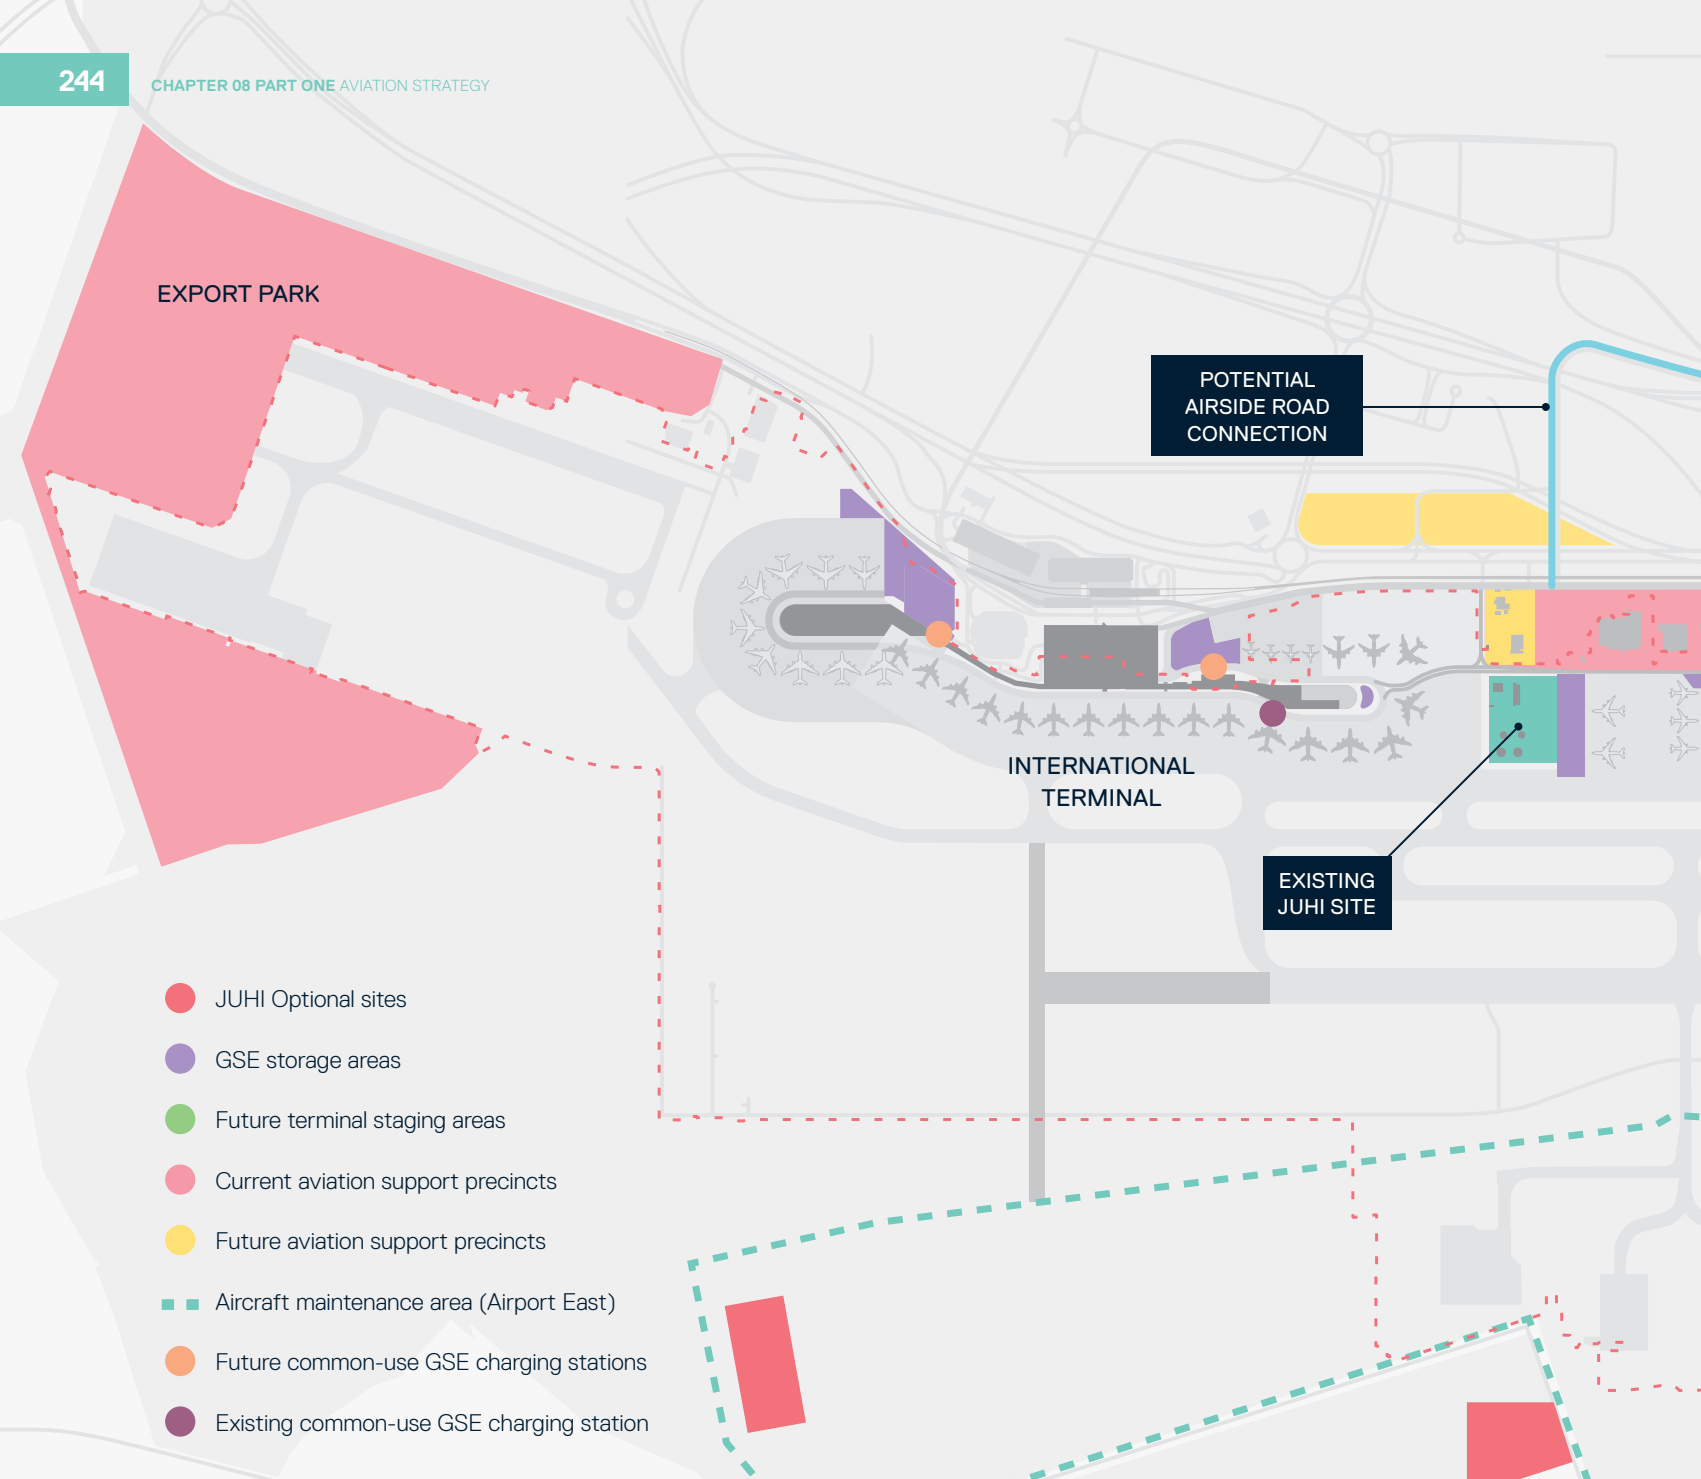 244
CHAPTER 08 PART ONE AVIATION STRATEGY
EXPORT PARK
POTENTIAL
AIRSIDE ROAD
CONNECTION
INTERNATIONAL
TERMINAL
EXISTING
JUHI SITE
JUHI Optional sites
GSE storage areas
Future terminal staging areas
Current aviation support precincts
Future aviation support precincts
Aircraft maintenance area (Airport East)
Future common-use GSE charging stations
Existing common-use GSE charging station